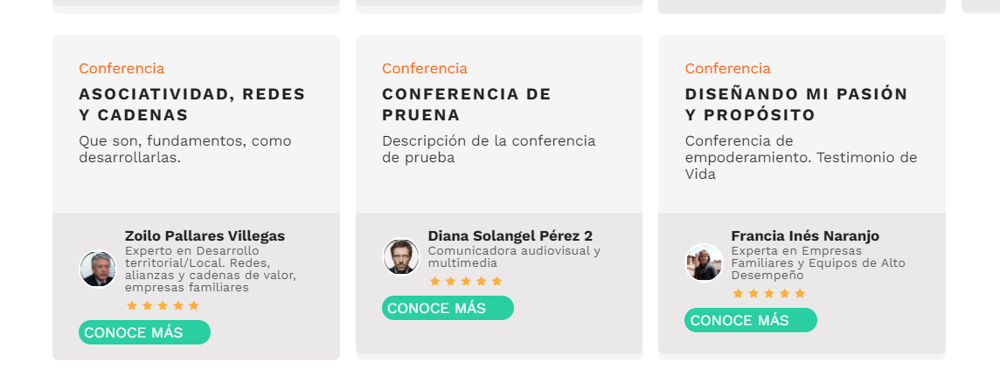 Conferencia
ASOCIATIVIDAD, REDES
Y CADENAS
Que son, fundamentos, como
desarrollarlas.
Zoilo Pallares Villegas
Experto en Desarrollo
territorial/Local. Redes,
alianzas y cadenas de valor,
empresas familiares
CONOCE MÁS
Conferencia
CONFERENCIA DE
PRUENA
Descripción de la conferencia
de prueba
Diana Solangel Pérez 2
Comunicadora audiovisual y
multimedia
CONOCE MÁS
Conferencia
DISEÑANDO MI PASIÓN
Y PROPÓSITO
Conferencia de
empoderamiento. Testimonio de
Vida
Francia Inés Naranjo
Experta en Empresas
Familiares y Equipos de Alto
Desempeño
CONOCE MÁS